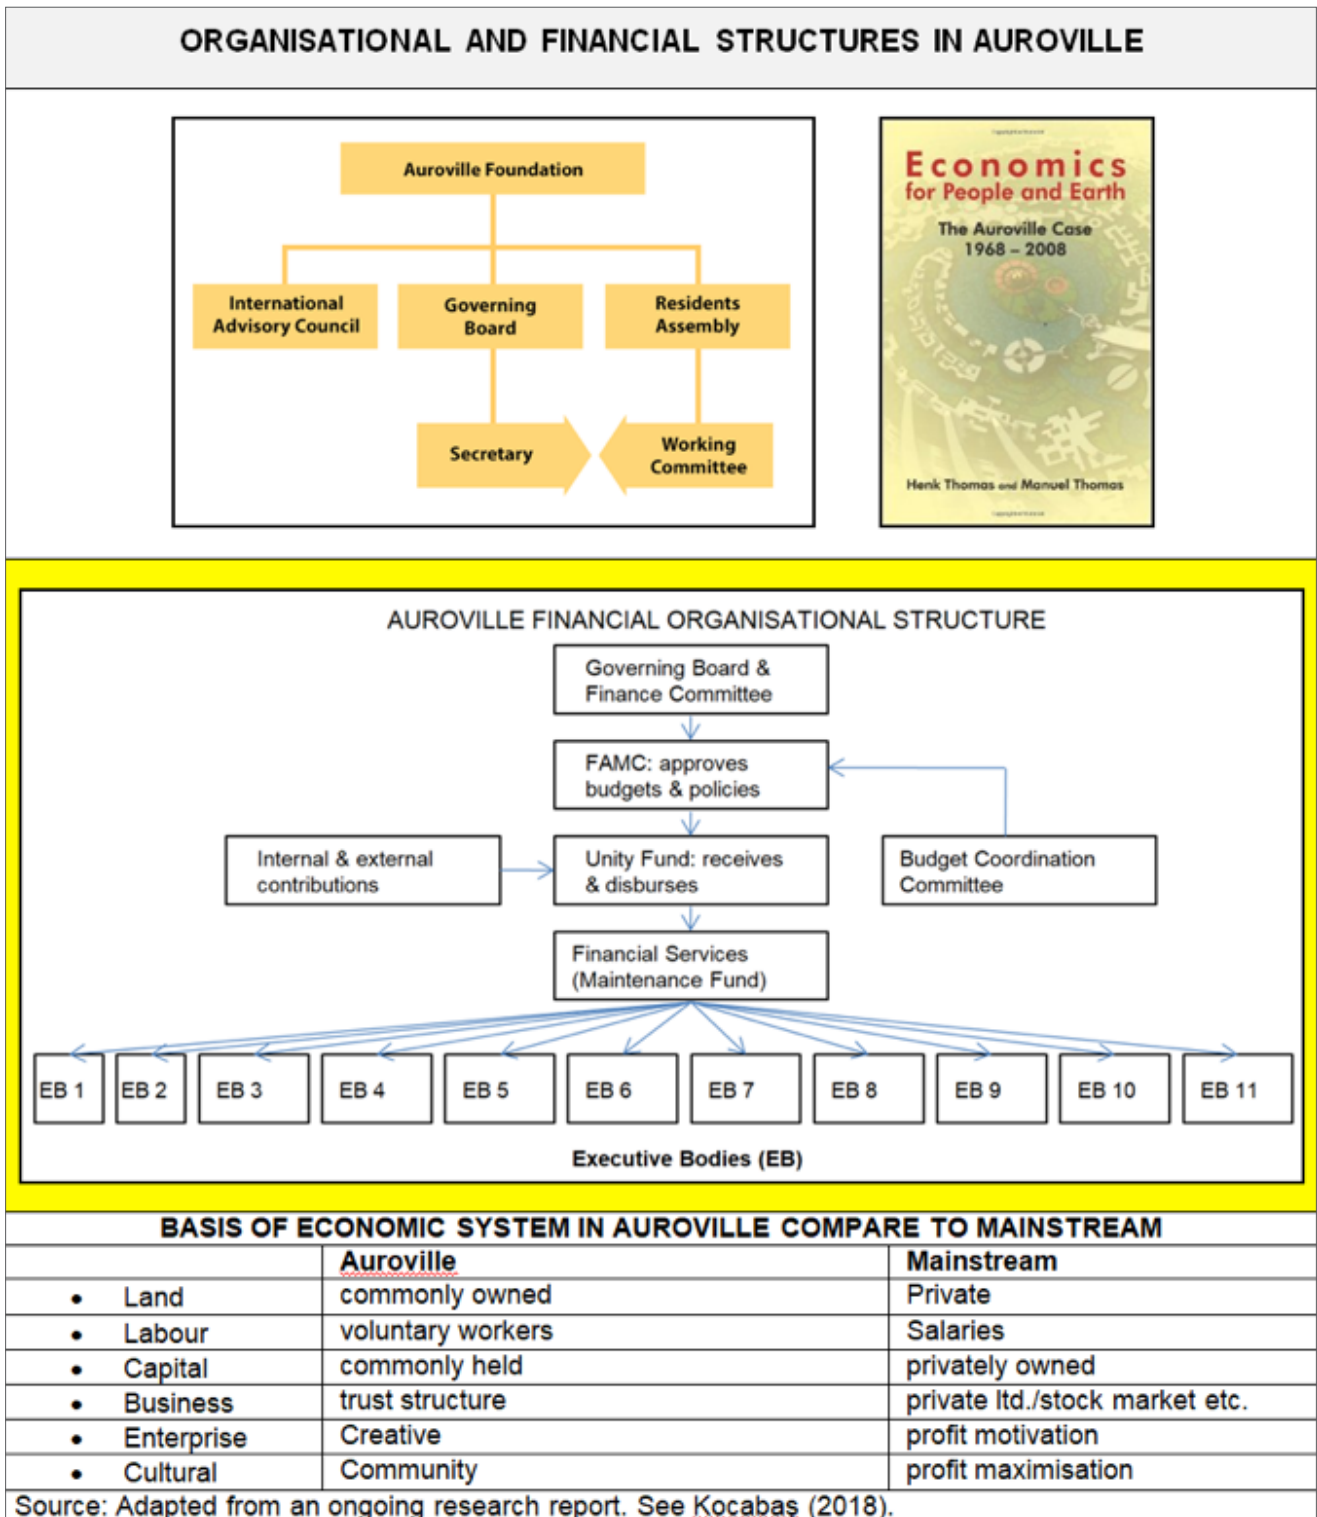 ORGANISATIONAL AND FINANCIAL STRUCTURES IN AUROVILLE
Auroville Foundation
International
Advisory Council
Governing
Board
Residents
Assembly
Secretary
Working
Committee
Economics
for People and Earth
The Auroville Case
1968 – 2008
Henk Thomas and Manuel Thomas
AUROVILLE FINANCIAL ORGANISATIONAL STRUCTURE
Governing Board &
Finance Committee
FAMC: approves
budgets & policies
Internal & external
contributions
Unity Fund: receives
& disburses
Budget Coordination
Committee
Financial Services
(Maintenance Fund)
EB 1 EB 2 EB 3 EB 4 EB 5 EB 6 EB 7 EB 8 EB 9 EB 10 EB 11
Executive Bodies (EB)
BASIS OF ECONOMIC SYSTEM IN AUROVILLE COMPARE TO MAINSTREAM
Auroville Mainstream
• Land commonly owned Private
• Labour voluntary workers Salaries
• Capital commonly held privately owned
• Business trust structure private ltd./stock market etc.
• Enterprise Creative profit motivation
• Cultural Community profit maximisation
Source: Adapted from an ongoing research report. See Kocabaş (2018).